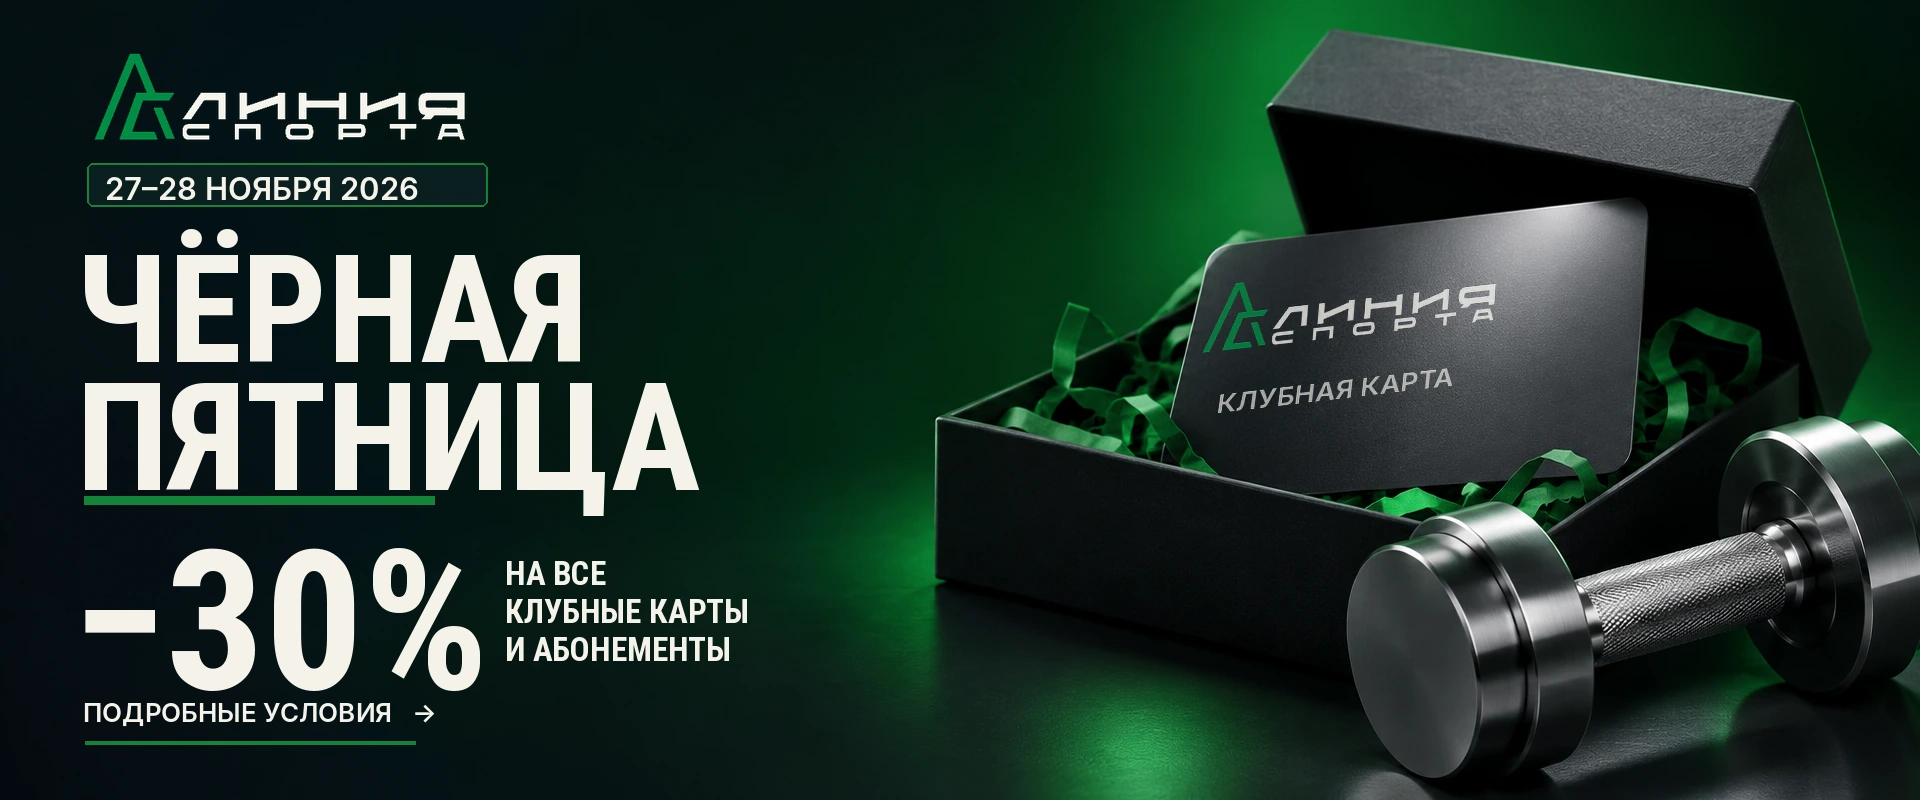 ЛИНИЯ
СПОРТА
27–28 НОЯБРЯ 2026
ЧЁРНАЯ
ПЯТНИЦА
-30%
НА ВСЕ
КЛУБНЫЕ КАРТЫ
И АБОНЕМЕНТЫ
ПОДРОБНЫЕ УСЛОВИЯ →
ЛИНИЯ
СПОРТА
КЛУБНАЯ КАРТА